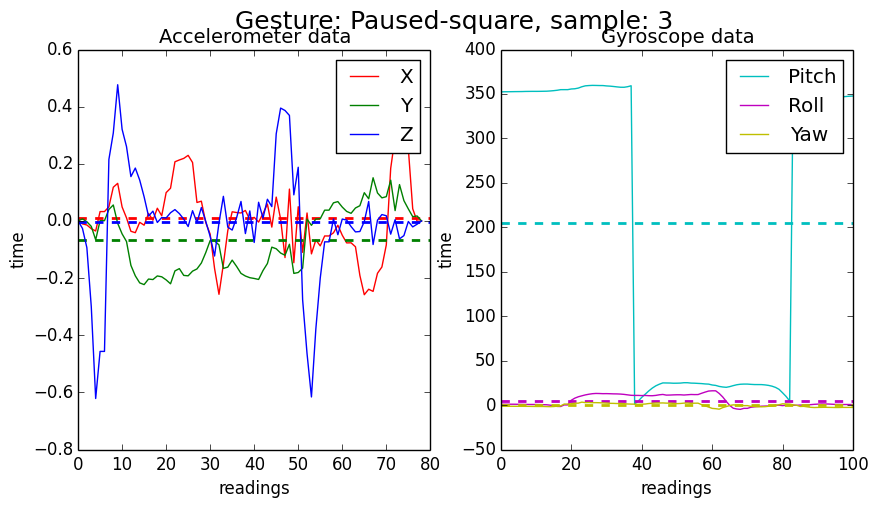 Gesture: Paused-square, sample: 3
Accelerometer data
0.6
0.4
0.2
0.0
−0.2
−0.4
−0.6
−0.8
time
0 10 20 30 40 50 60 70 80
readings
X
Y
Z
Gyroscope data
400
350
300
250
200
150
100
50
0
−50
time
0 20 40 60 80 100
readings
Pitch
Roll
Yaw